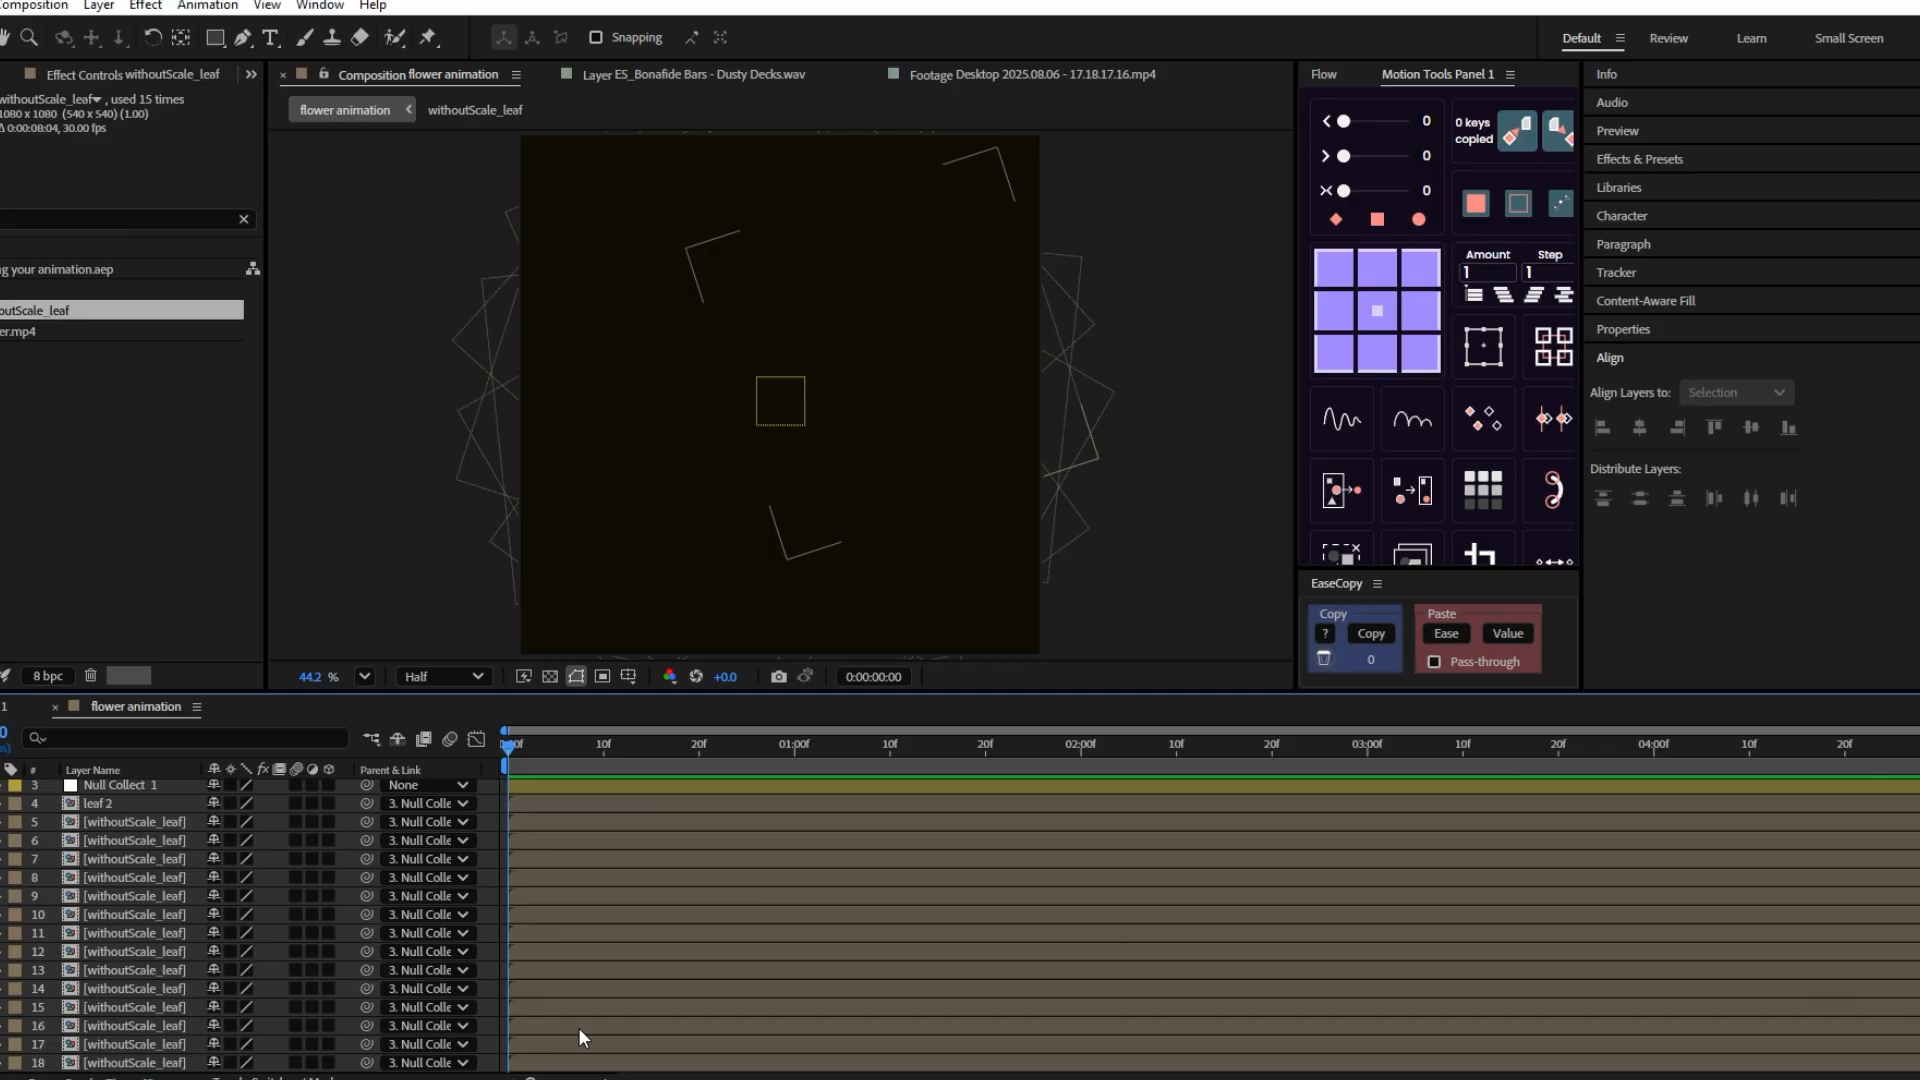 omposition Layer Effect Animation View Window Help
Snapping
Default Review Learn Small Screen
Effect Controls withoutScale_leaf
withoutScale_leaf , used 15 times
1080 x 1080 (540 x 540) (1.00)
Δ 0:00:08:04, 30.00 fps
g your animation.aep
outScale_leaf
er.mp4
8 bpc
Composition flower animation
Layer ES_Bonafide Bars - Dusty Decks.wav
Footage Desktop 2025.08.06 - 17.18.17.16.mp4
flower animation withoutScale_leaf
44.2 %
Half
+0.0
0:00:00:00
Flow Motion Tools Panel 1
0
0
0
0 keys
copied
Amount Step
1 1
EaseCopy
Copy
? Copy
0
Paste
Ease Value
Pass-through
Info
Audio
Preview
Effects & Presets
Libraries
Character
Paragraph
Tracker
Content-Aware Fill
Properties
Align
Align Layers to: Selection
Distribute Layers:
1
flower animation
10f 20f 01:00f 10f 20f 02:00f 10f 20f 03:00f 10f 20f 04:00f 10f 20f
# Layer Name fx Parent & Link
3 Null Collect 1 None
4 leaf 2 3. Null Colle
5 [withoutScale_leaf] 3. Null Colle
6 [withoutScale_leaf] 3. Null Colle
7 [withoutScale_leaf] 3. Null Colle
8 [withoutScale_leaf] 3. Null Colle
9 [withoutScale_leaf] 3. Null Colle
10 [withoutScale_leaf] 3. Null Colle
11 [withoutScale_leaf] 3. Null Colle
12 [withoutScale_leaf] 3. Null Colle
13 [withoutScale_leaf] 3. Null Colle
14 [withoutScale_leaf] 3. Null Colle
15 [withoutScale_leaf] 3. Null Colle
16 [withoutScale_leaf] 3. Null Colle
17 [withoutScale_leaf] 3. Null Colle
18 [withoutScale_leaf] 3. Null Colle